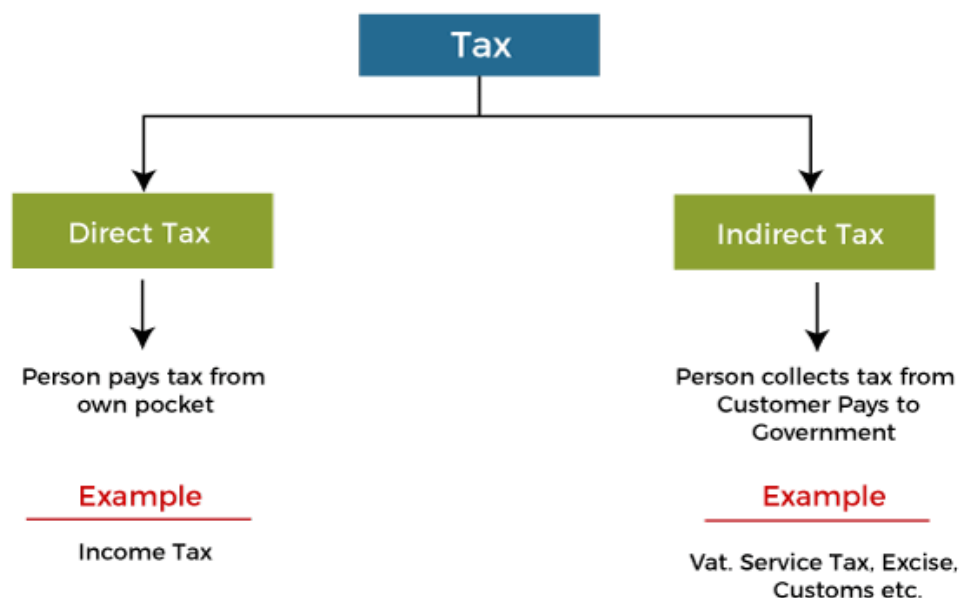 Tax
Direct Tax
Indirect Tax
Person pays tax from
own pocket
Person collects tax from
Customer Pays to
Government
Example
Income Tax
Example
Vat. Service Tax, Excise,
Customs etc.